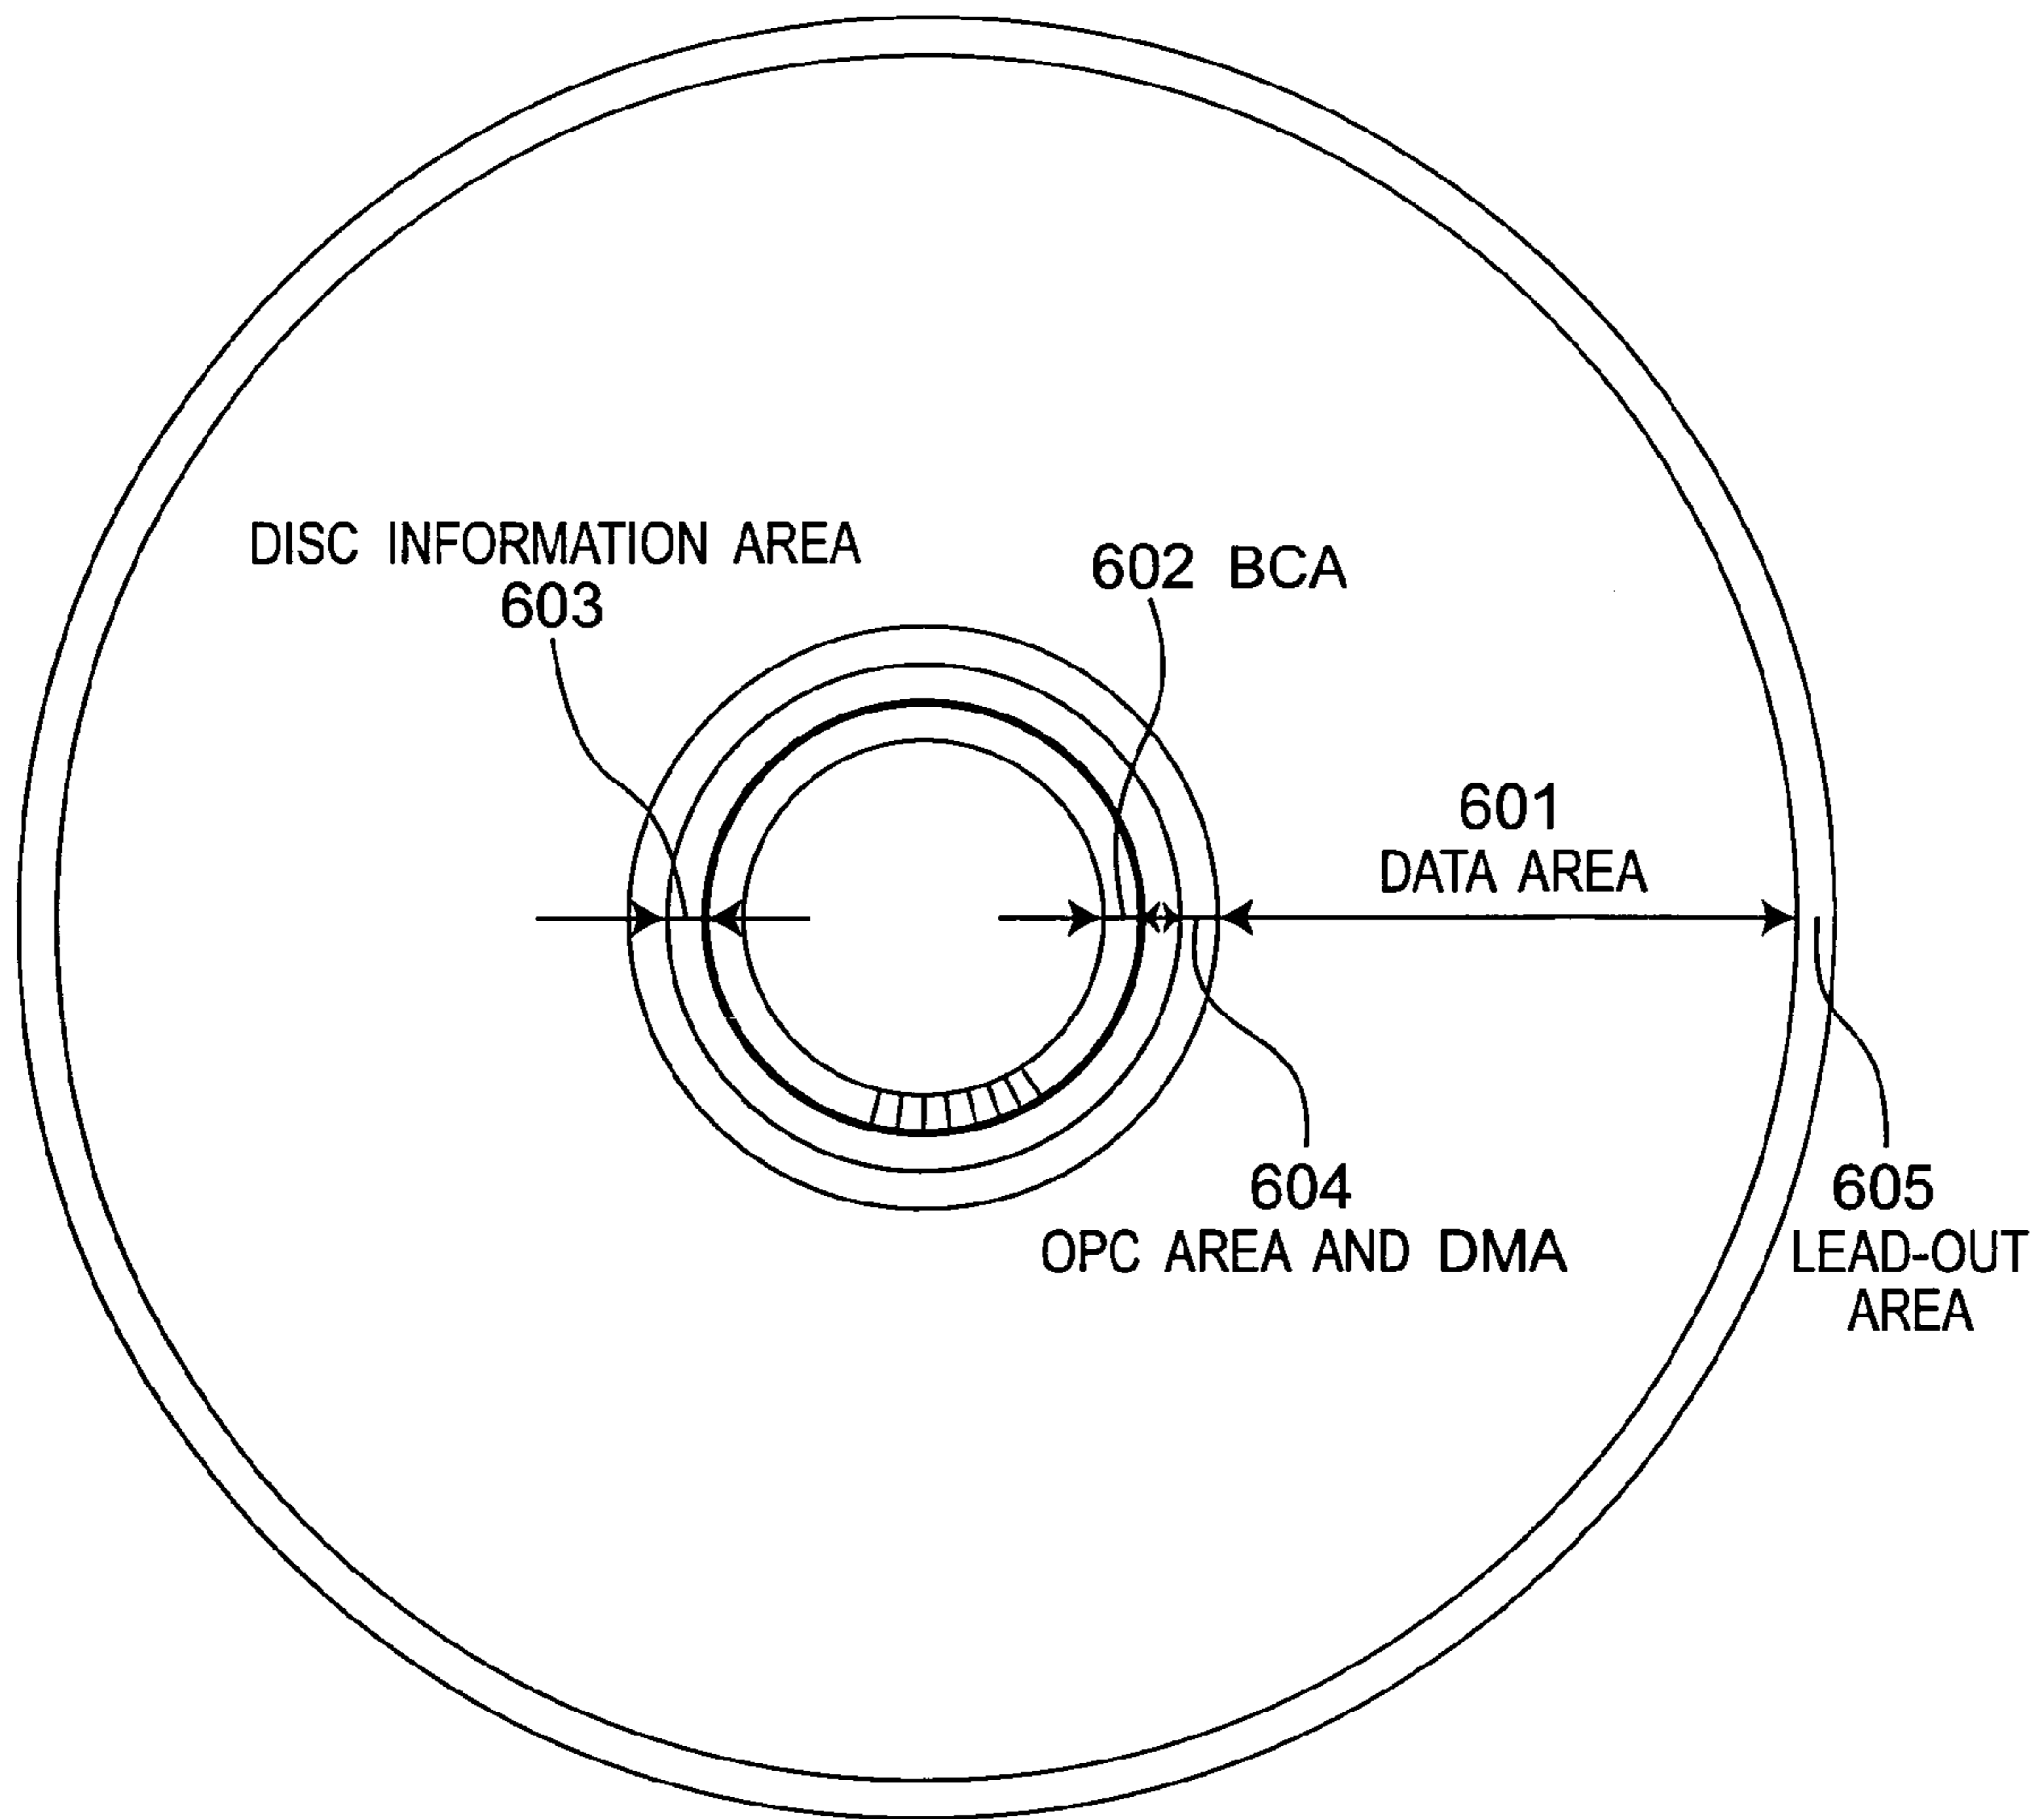 DISC INFORMATION AREA
603
602 BCA
601
DATA AREA
604
OPC AREA AND DMA
605
LEAD-OUT
AREA